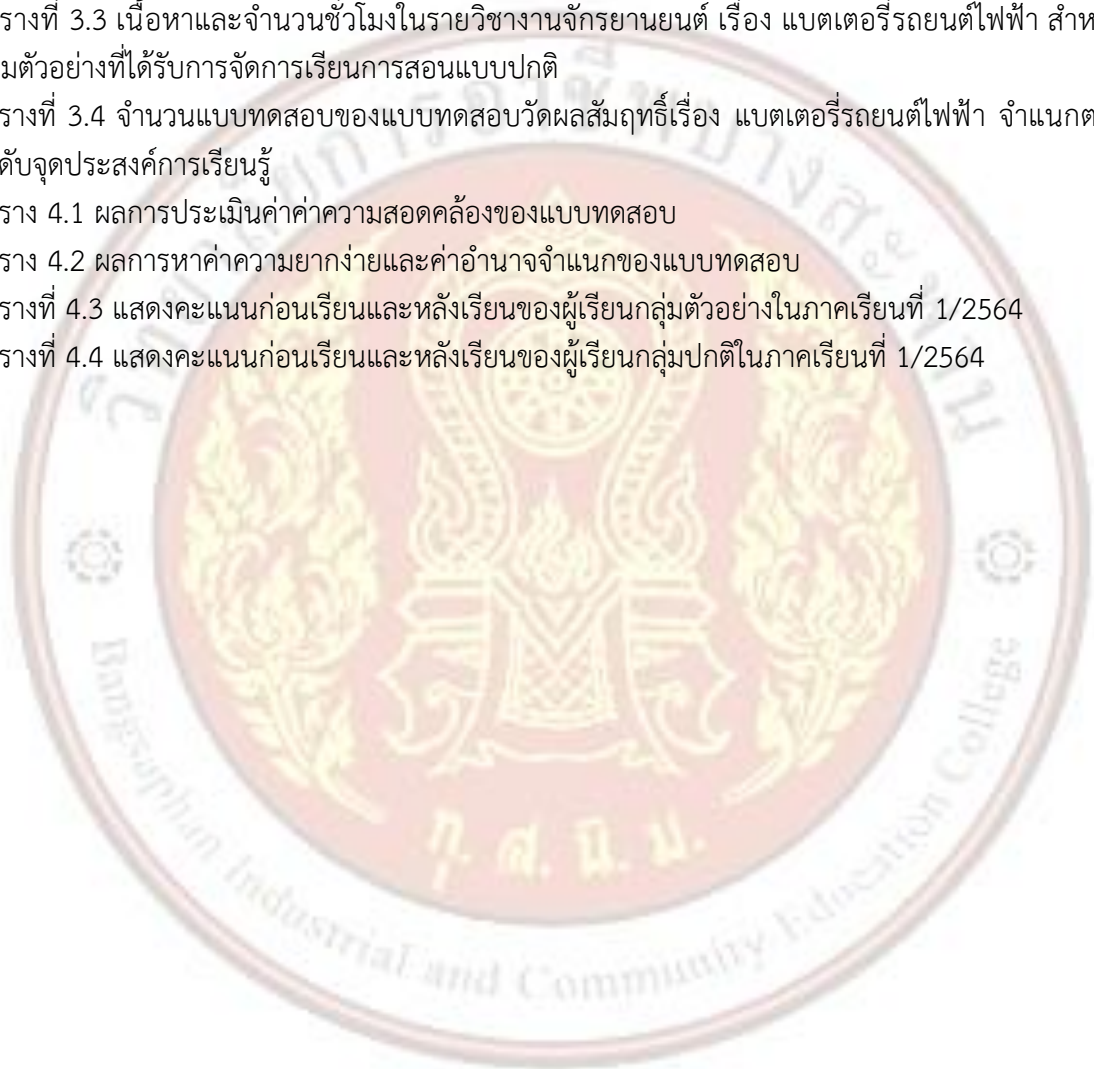 รางที่ 3.3 เนื้อหาและจำนวนชั่วโมงในรายวิชางานจักรยานยนต์ เรื่อง แบตเตอรี่รถยนต์ไฟฟ้า สำห
มตัวอย่างที่ได้รับการจัดการเรียนการสอนแบบปกติ
รางที่ 3.4 จำนวนแบบทดสอบของแบบทดสอบวัดผลสัมฤทธิ์เรื่อง แบตเตอรี่รถยนต์ไฟฟ้า จำแนกต
ดับจุดประสงค์การเรียนรู้
ราง 4.1 ผลการประเมินค่าค่าความสอดคล้องของแบบทดสอบ
ราง 4.2 ผลการหาค่าความยากง่ายและค่าอำนาจจำแนกของแบบทดสอบ
รางที่ 4.3 แสดงคะแนนก่อนเรียนและหลังเรียนของผู้เรียนกลุ่มตัวอย่างในภาคเรียนที่ 1/2564
รางที่ 4.4 แสดงคะแนนก่อนเรียนและหลังเรียนของผู้เรียนกลุ่มปกติในภาคเรียนที่ 1/2564
วิทยาลัยการอาชีพบางสะพาน
ทุ. ส. นิ. ม.
Bangsaphan Industrial and Community Education College